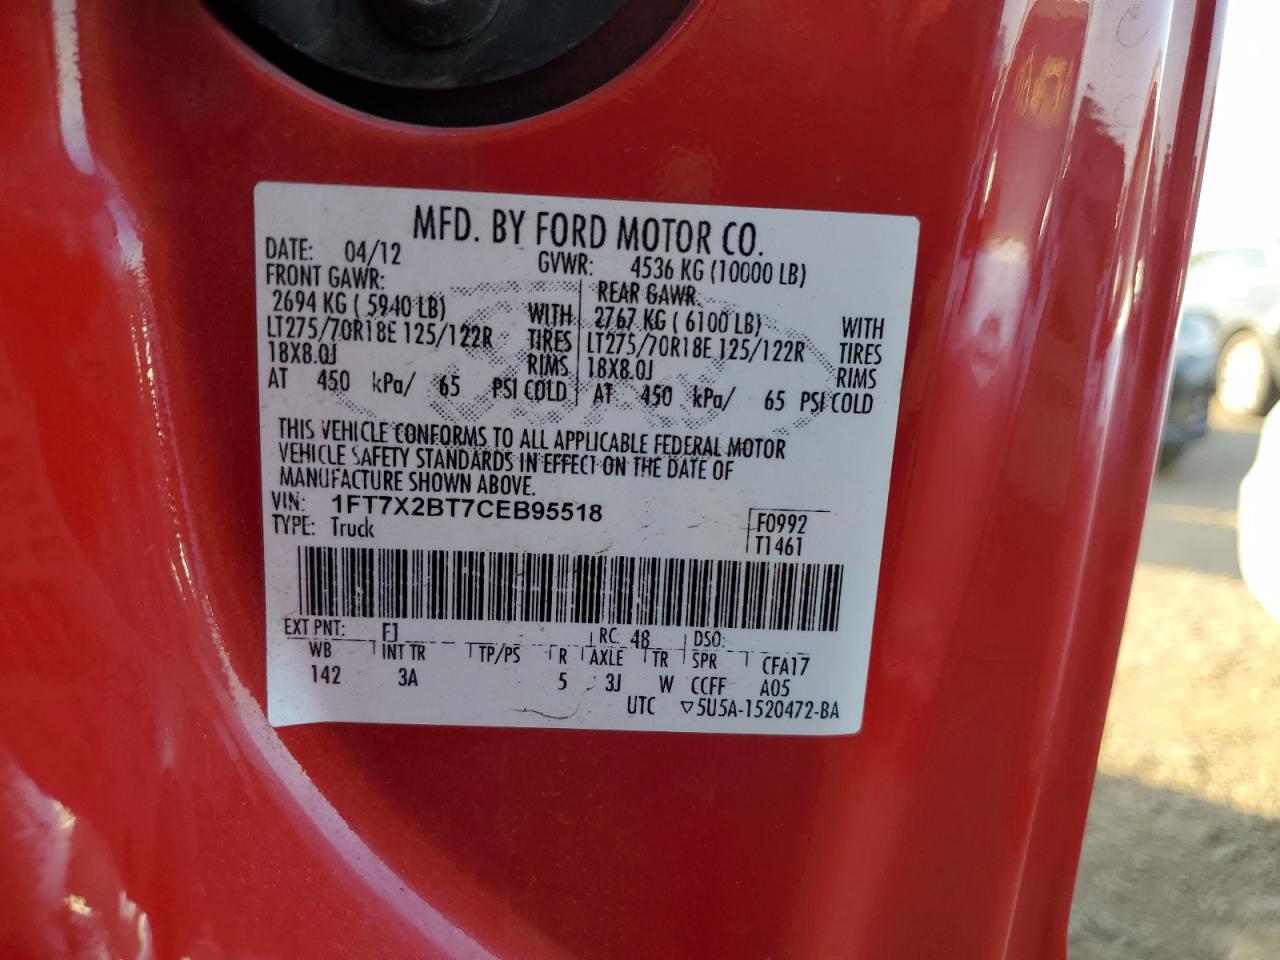 MFD. BY FORD MOTOR CO.
DATE: 04/12 GVWR: 4536 KG (10000 LB)
FRONT GAWR: REAR GAWR:
2694 KG ( 5940 LB) WITH 2767 KG ( 6100 LB) WITH
LT275/70R18E 125/122R TIRES LT275/70R18E 125/122R TIRES
18X8.0J RIMS 18X8.0J RIMS
AT 450 kPa/ 65 PSI COLD AT 450 kPa/ 65 PSI COLD
THIS VEHICLE CONFORMS TO ALL APPLICABLE FEDERAL MOTOR
VEHICLE SAFETY STANDARDS IN EFFECT ON THE DATE OF
MANUFACTURE SHOWN ABOVE.
VIN: 1FT7X2BT7CEB95518 F0992
TYPE: Truck T1461
EXT PNT: FJ RC: 48 DSO:
WB INT TR TP/PS R AXLE TR SPR CFA17
142 3A 5 3J W CCFF A05
UTC ▽5U5A-1520472-BA